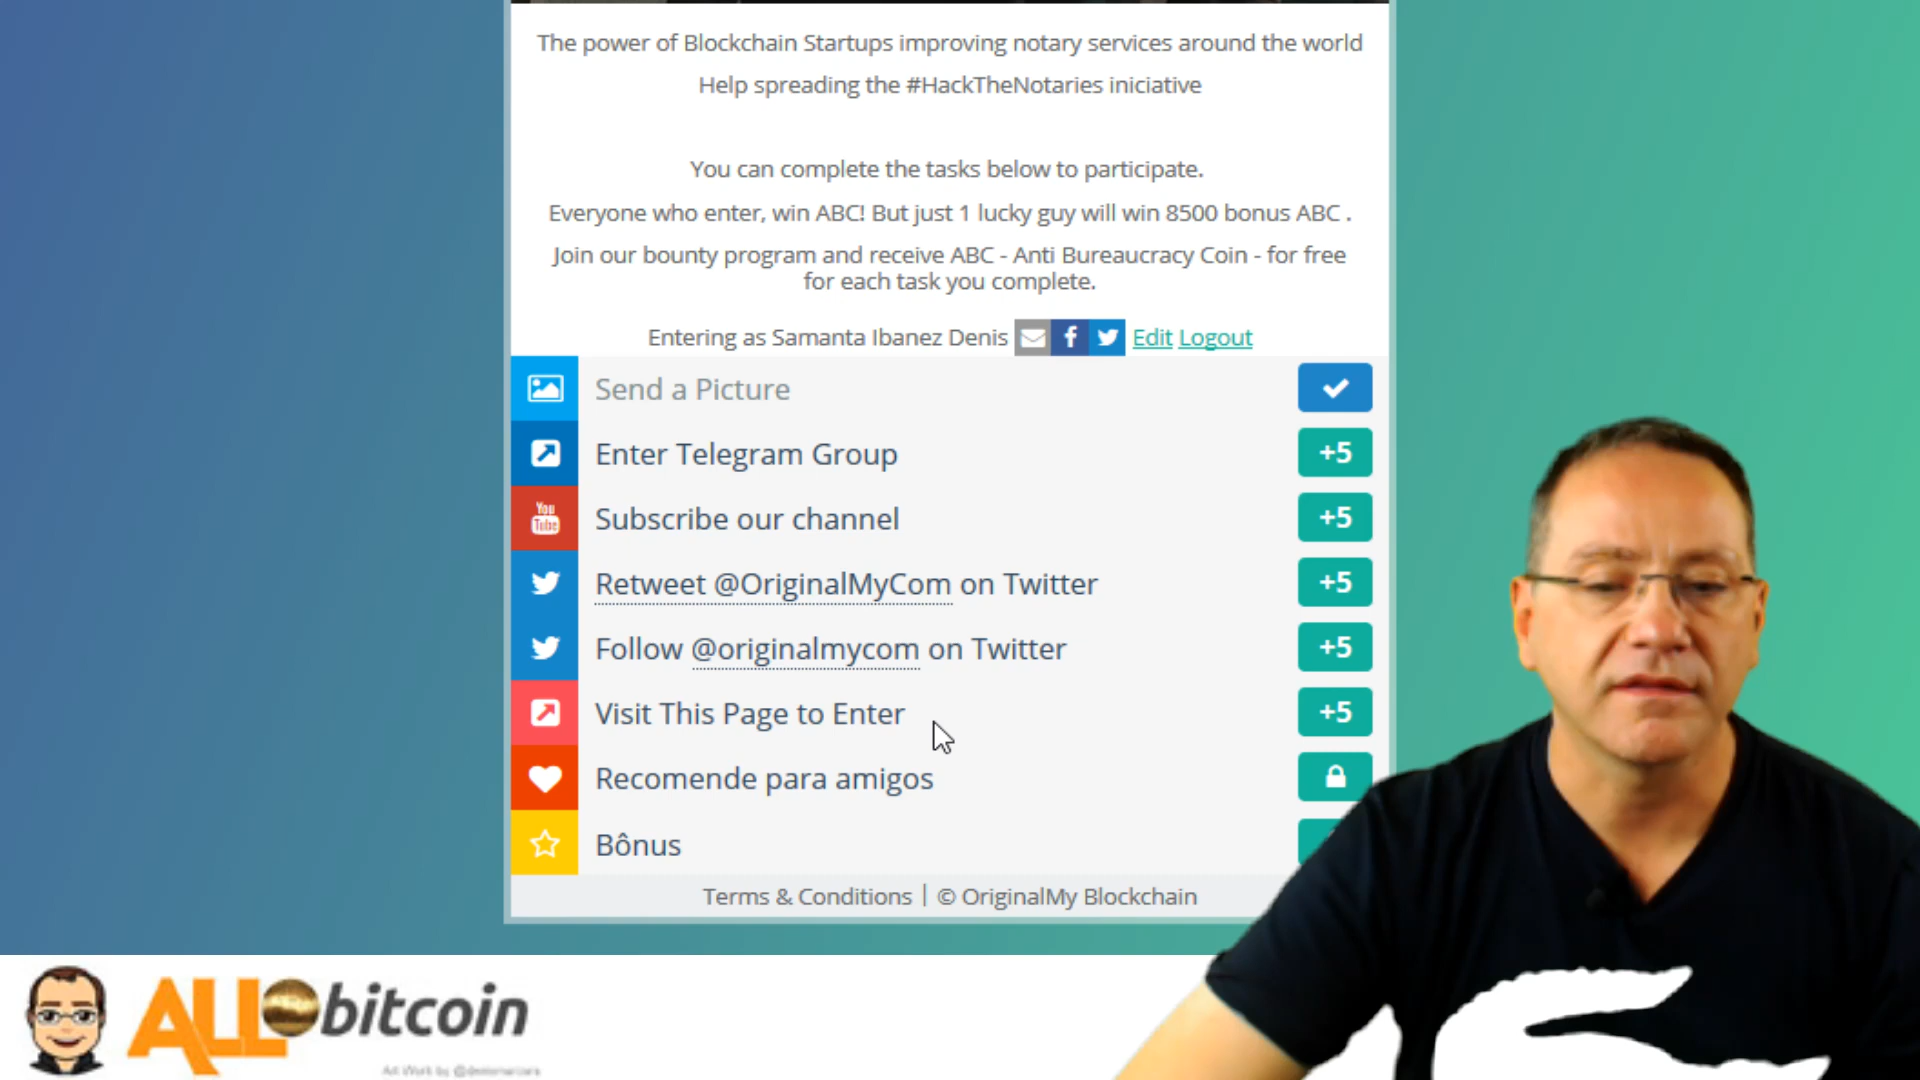 The power of Blockchain Startups improving notary services around the world
Help spreading the #HackTheNotaries iniciative
You can complete the tasks below to participate.
Everyone who enter, win ABC! But just 1 lucky guy will win 8500 bonus ABC .
Join our bounty program and receive ABC - Anti Bureaucracy Coin - for free
for each task you complete.
Entering as Samanta Ibanez Denis Edit Logout
Send a Picture
Enter Telegram Group +5
You Tube Subscribe our channel +5
Retweet @OriginalMyCom on Twitter +5
Follow @originalmycom on Twitter +5
Visit This Page to Enter +5
Recomende para amigos
Bônus
Terms & Conditions | © OriginalMy Blockchain
ALL bitcoin
Art Work by